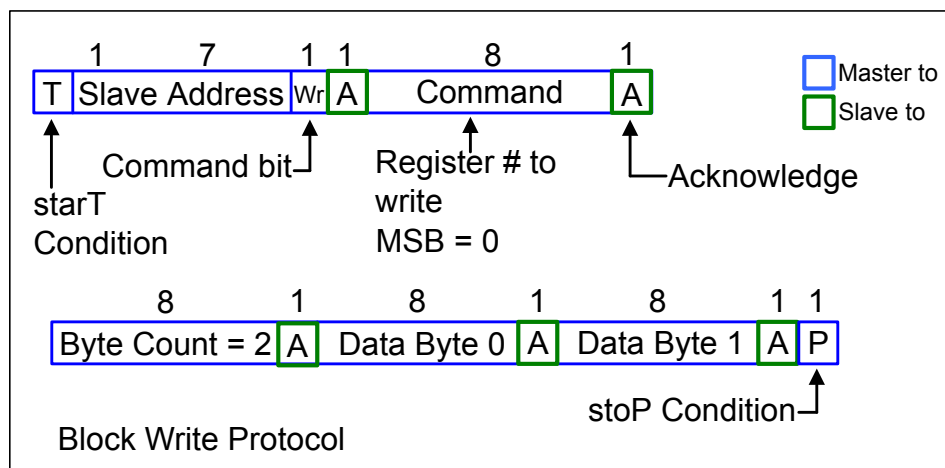 1 7 1 1 8 1
T Slave Address Wr A Command A
Master to
Slave to
Command bit
Register # to
write
MSB = 0
Acknowledge
starT
Condition
8 1 8 1 8 1 1
Byte Count = 2 A Data Byte 0 A Data Byte 1 A P
stoP Condition
Block Write Protocol